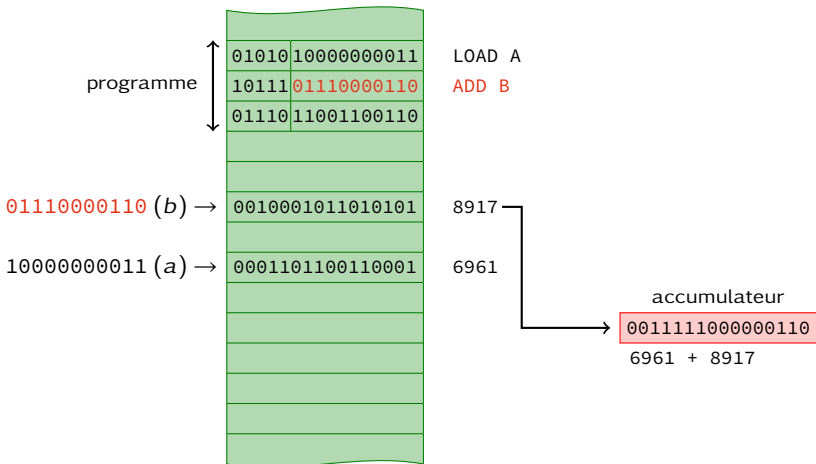 01010 10000000011 LOAD A
programme 10111 01110000110 ADD B
01110 11001100110
01110000110 (b) → 0010001011010101 8917
10000000011 (a) → 0001101100110001 6961
accumulateur
0011111000000110
6961 + 8917